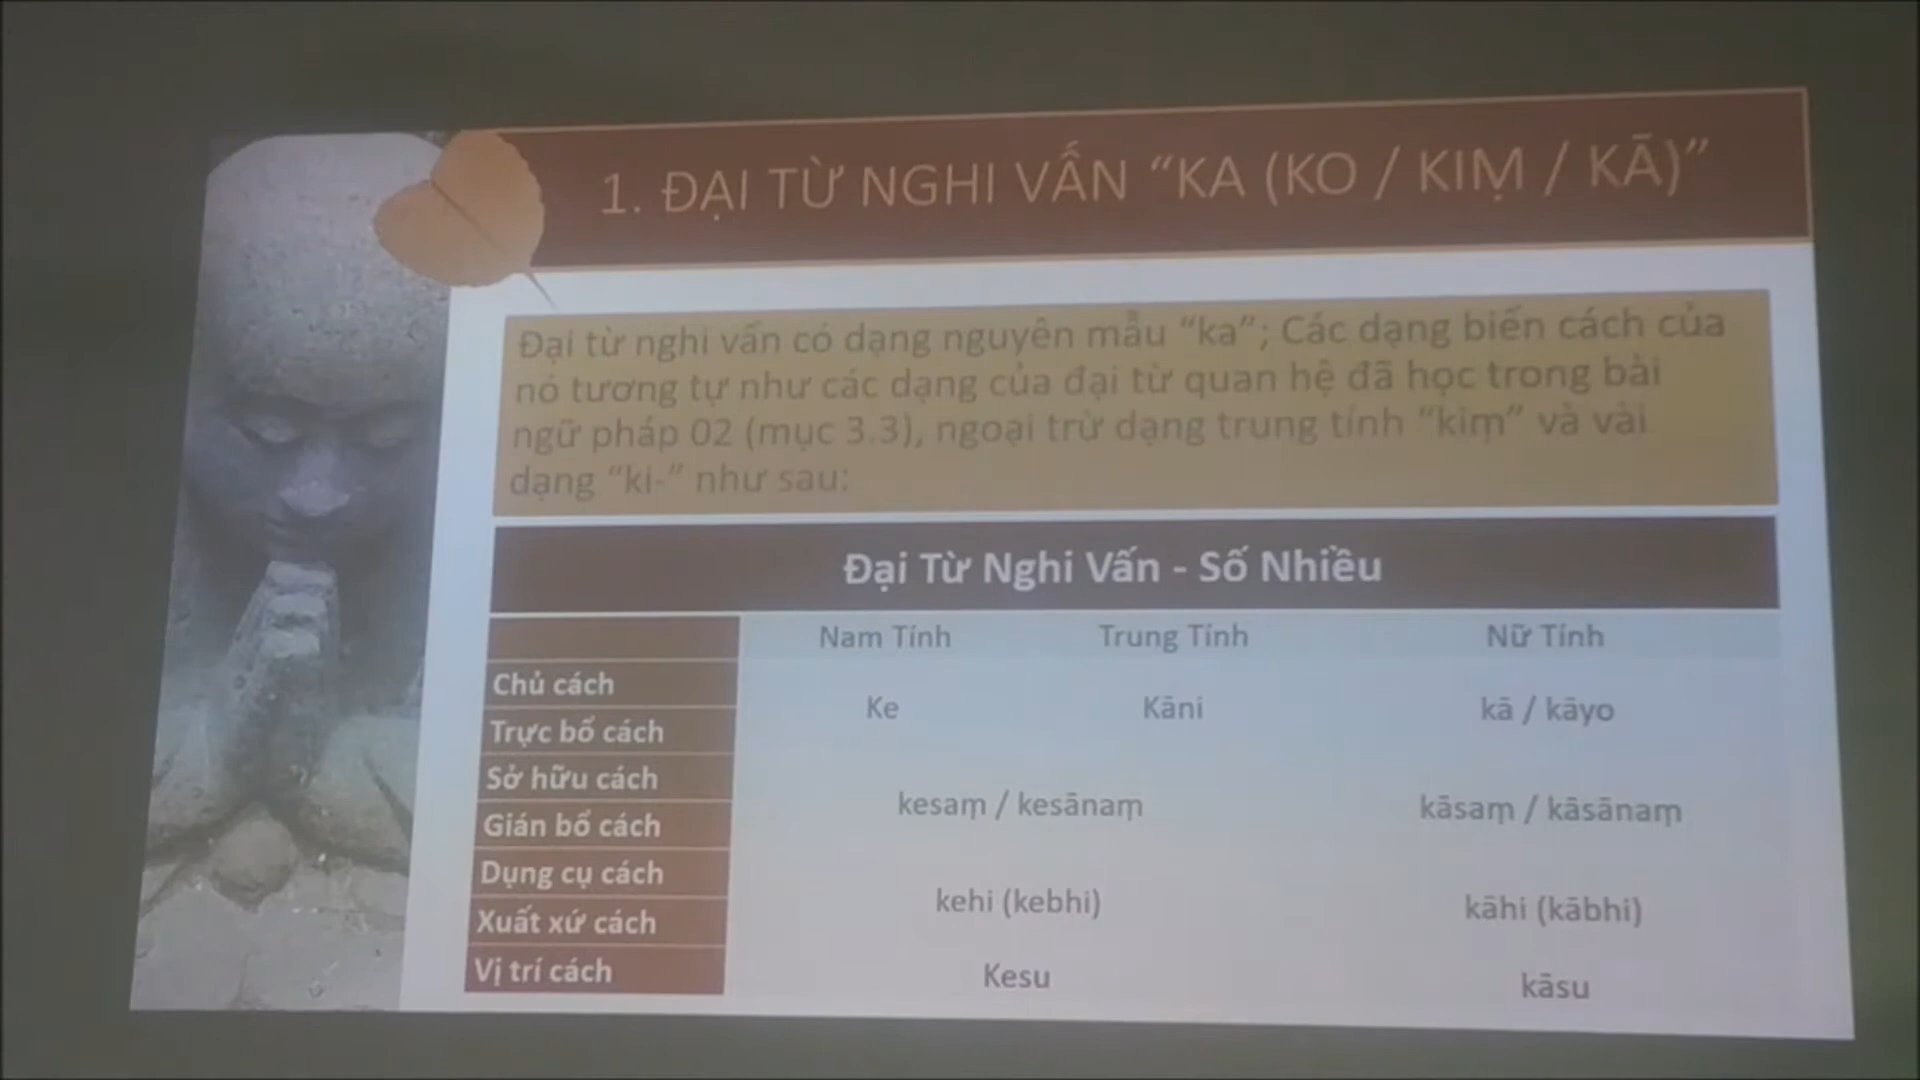 1. ĐẠI TỪ NGHI VẤN “KA (KO / KIṂ / KĀ)”
Đại từ nghi vấn có dạng nguyên mẫu “ka”; Các dạng biến cách của
nó tương tự như các dạng của đại từ quan hệ đã học trong bài
ngữ pháp 02 (mục 3.3), ngoại trừ dạng trung tính “kiṃ” và vài
dạng “ki-” như sau:
Đại Từ Nghi Vấn - Số Nhiều
Nam Tính Trung Tính Nữ Tính
Chủ cách
Ke Kāni kā / kāyo
Trực bổ cách
Sở hữu cách
kesaṃ / kesānaṃ kāsaṃ / kāsānaṃ
Gián bổ cách
Dụng cụ cách
kehi (kebhi) kāhi (kābhi)
Xuất xứ cách
Vị trí cách Kesu kāsu